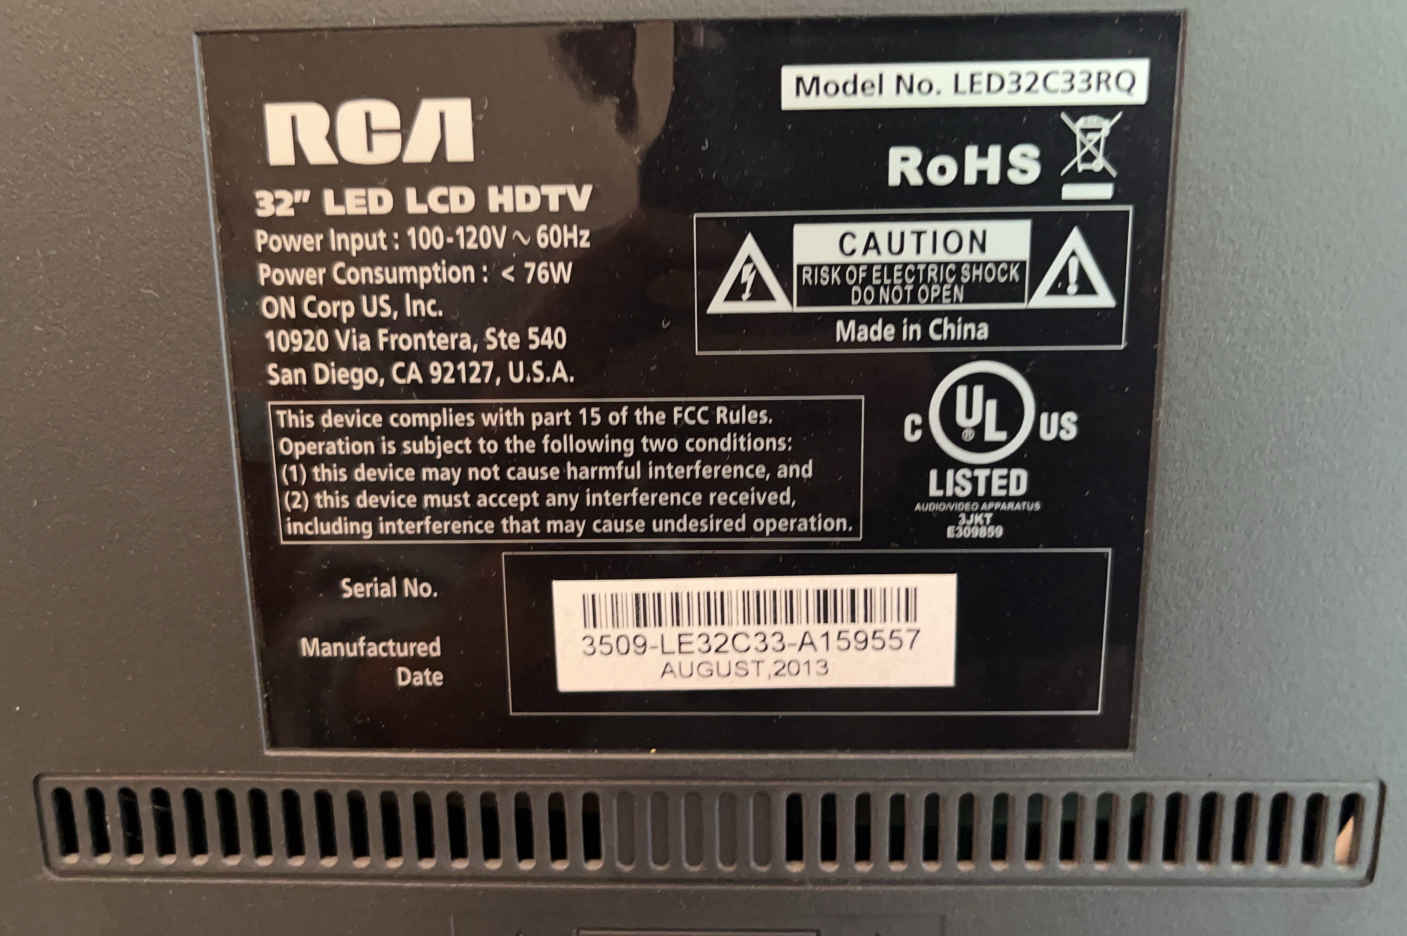 RCA
32" LED LCD HDTV
Power Input : 100-120V ~ 60Hz
Power Consumption : < 76W
ON Corp US, Inc.
10920 Via Frontera, Ste 540
San Diego, CA 92127, U.S.A.
Model No. LED32C33RQ
RoHS
CAUTION
RISK OF ELECTRIC SHOCK
DO NOT OPEN
Made in China
This device complies with part 15 of the FCC Rules.
Operation is subject to the following two conditions:
(1) this device may not cause harmful interference, and
(2) this device must accept any interference received,
including interference that may cause undesired operation.
C UL ® US
LISTED
AUDIO/VIDEO APPARATUS
3JKT
E309859
Serial No.
3509-LE32C33-A159557
Manufactured
Date
AUGUST,2013